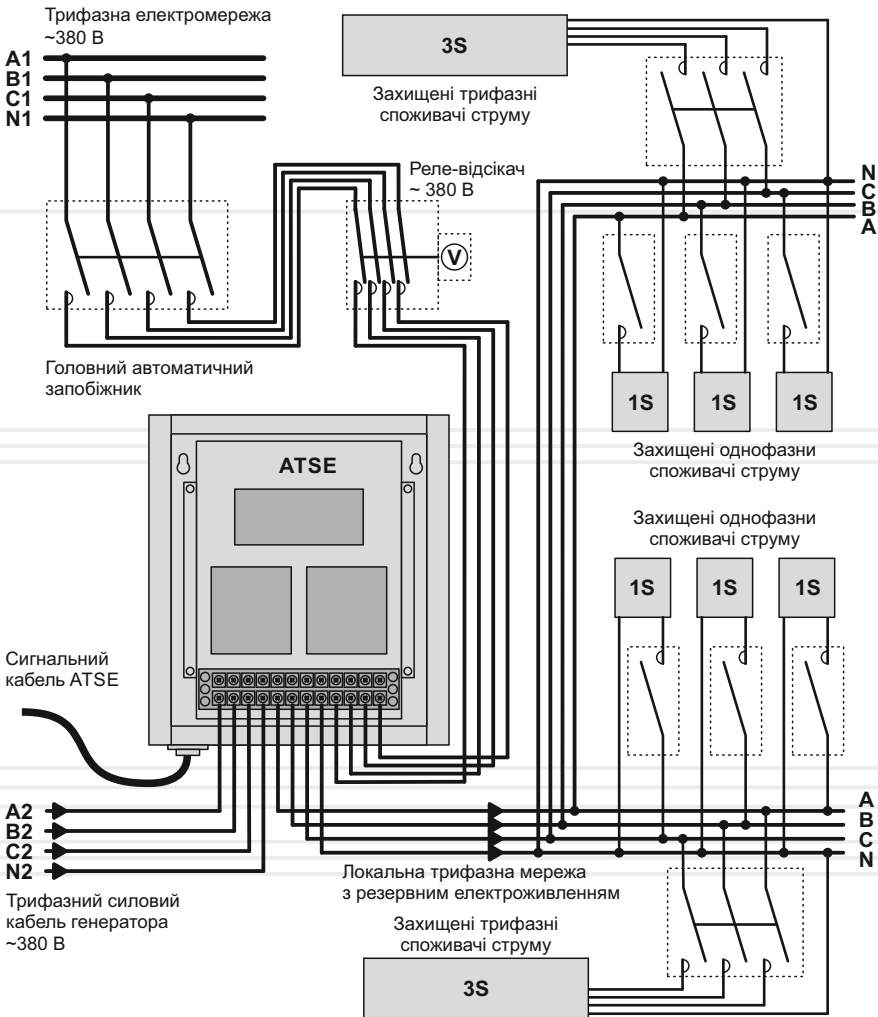 Трифазна електромережа
~380 В
A1
B1
C1
N1
3S
Захищені трифазні
споживачі струму
Реле-відсікач
~ 380 В
V
N
C
B
A
Головний автоматичний
запобіжник
1S
1S
1S
Захищені однофазни
споживачі струму
ATSE
Захищені однофазни
споживачі струму
1S
1S
1S
Сигнальний
кабель ATSE
A2
B2
C2
N2
A
B
C
N
Трифазний силовий
кабель генератора
~380 В
Локальна трифазна мережа
з резервним електроживленням
Захищені трифазні
споживачі струму
3S